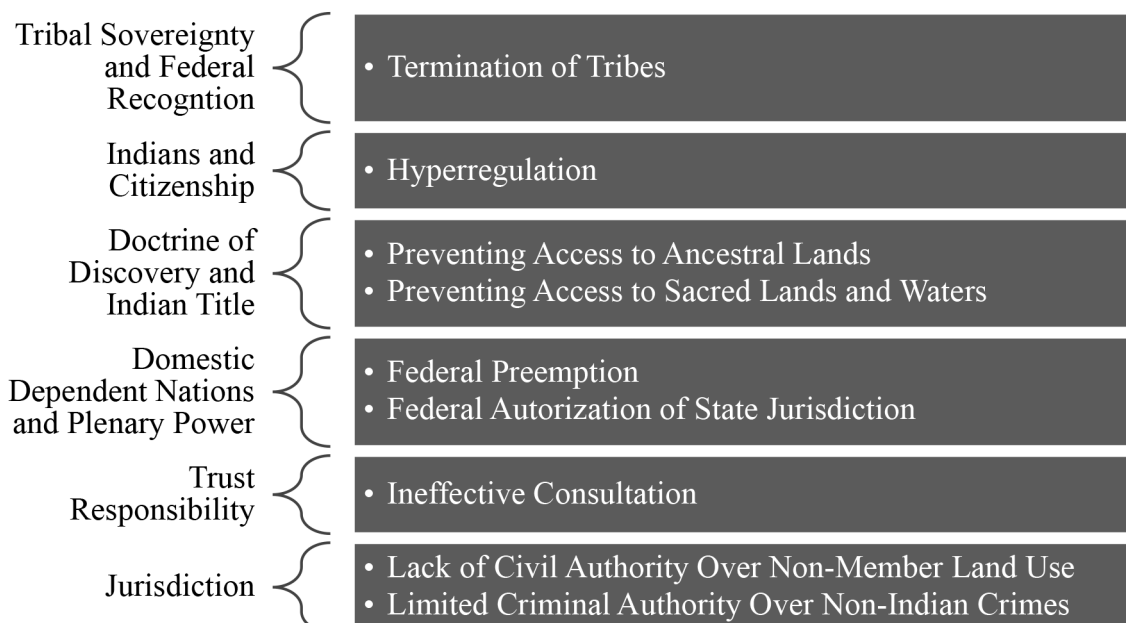 Tribal Sovereignty
and Federal
Recogntion
• Termination of Tribes
Indians and
Citizenship
• Hyperregulation
Doctrine of
Discovery and
Indian Title
• Preventing Access to Ancestral Lands
• Preventing Access to Sacred Lands and Waters
Domestic
Dependent Nations
and Plenary Power
• Federal Preemption
• Federal Autorization of State Jurisdiction
Trust
Responsibility
• Ineffective Consultation
Jurisdiction
• Lack of Civil Authority Over Non-Member Land Use
• Limited Criminal Authority Over Non-Indian Crimes